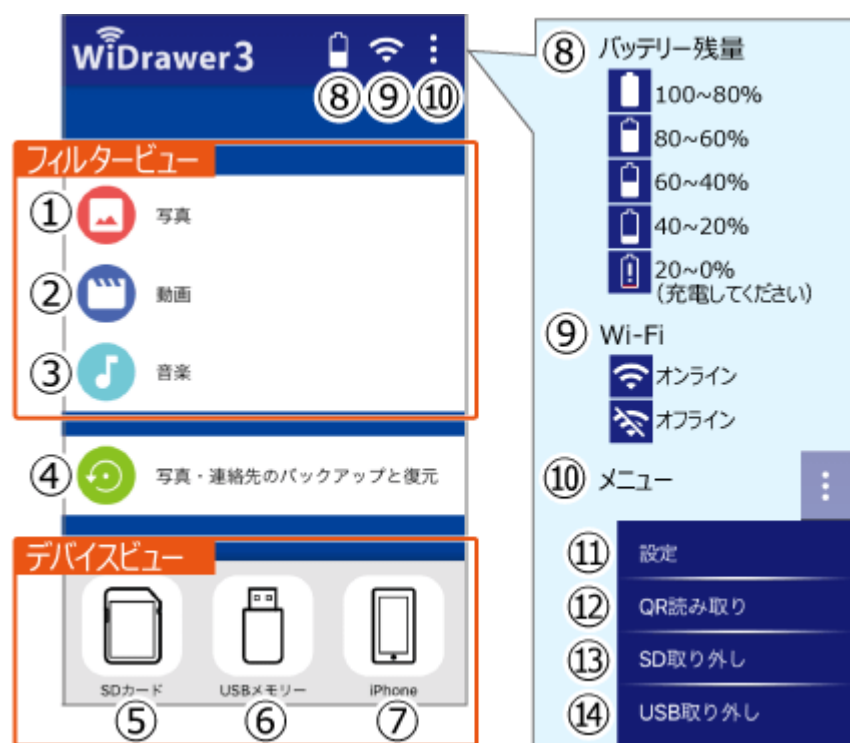 WiDrawer3
⑧ ⑨ ⑩
フィルタービュー
① 写真
② 動画
③ 音楽
④ 写真・連絡先のバックアップと復元
デバイスビュー
SDカード USBメモリー iPhone
⑤ ⑥ ⑦
⑧ バッテリー残量
100~80%
80~60%
60~40%
40~20%
20~0%
(充電してください)
⑨ Wi-Fi
オンライン
オフライン
⑩ メニュー
⑪ 設定
⑫ QR読み取り
⑬ SD取り外し
⑭ USB取り外し